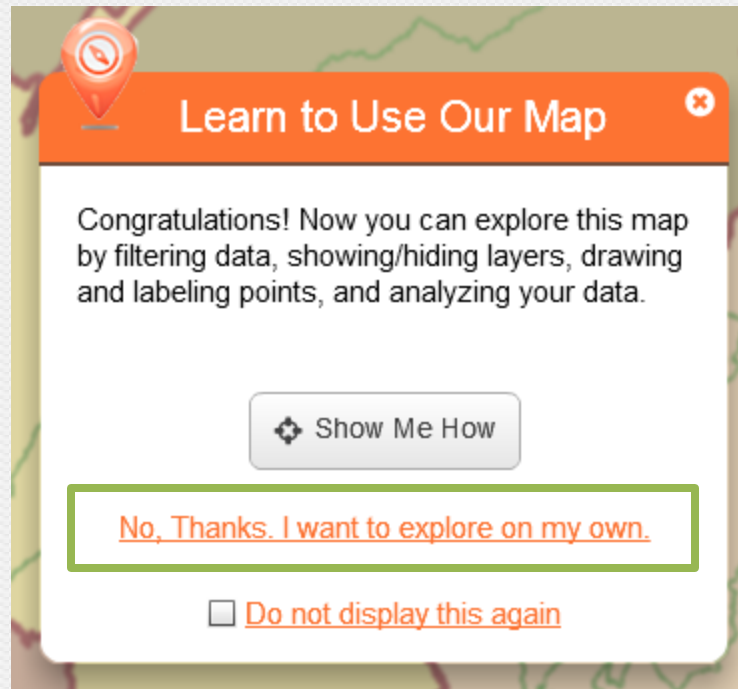 Learn to Use Our Map
Congratulations! Now you can explore this map
by filtering data, showing/hiding layers, drawing
and labeling points, and analyzing your data.
Show Me How
No, Thanks. I want to explore on my own.
Do not display this again